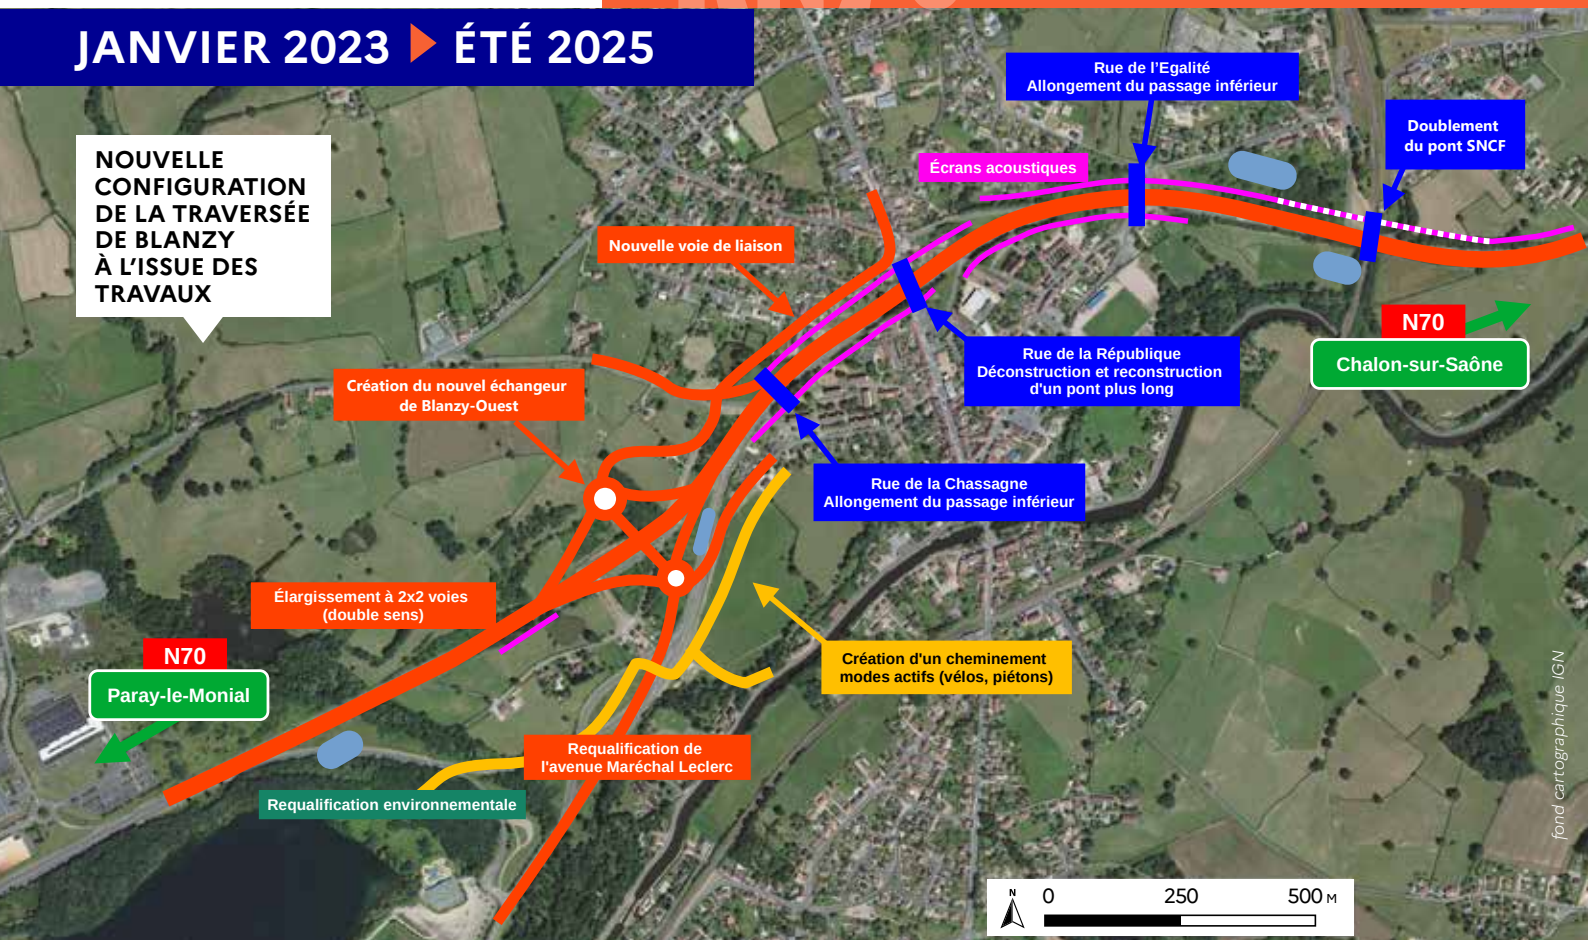 JANVIER 2023 ÉTÉ 2025
NOUVELLE
CONFIGURATION
DE LA TRAVERSÉE
DE BLANZY
À L'ISSUE DES
TRAVAUX
Rue de l'Egalité
Allongement du passage inférieur
Doublement
du pont SNCF
Écrans acoustiques
Nouvelle voie de liaison
N70
Chalon-sur-Saône
Rue de la République
Déconstruction et reconstruction
d'un pont plus long
Création du nouvel échangeur
de Blanzy-Ouest
Rue de la Chassagne
Allongement du passage inférieur
Élargissement à 2x2 voies
(double sens)
N70
Paray-le-Monial
Création d'un cheminement
modes actifs (vélos, piétons)
Requalification de
l'avenue Maréchal Leclerc
Requalification environnementale
fond cartographique IGN
N
0 250 500 M